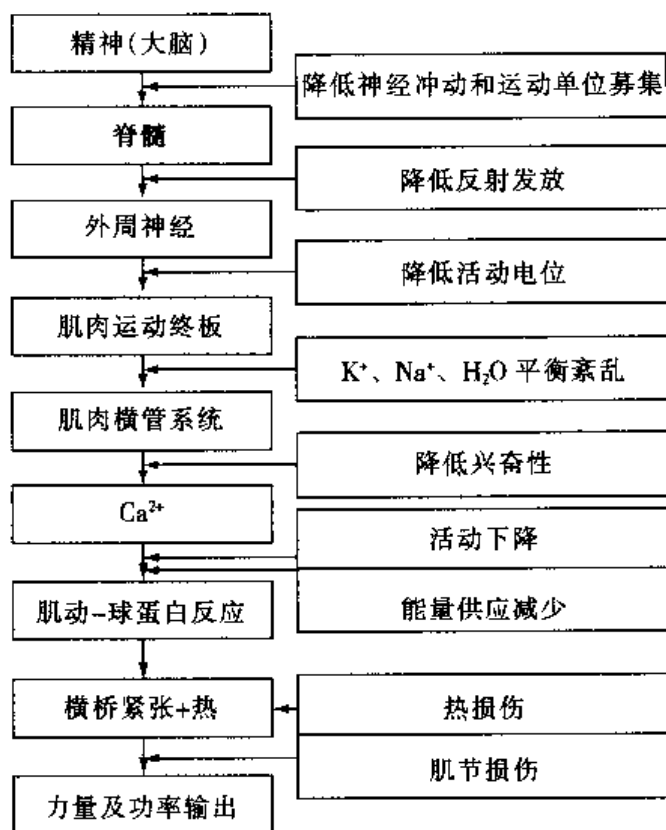 精神(大脑)
降低神经冲动和运动单位募集
脊髓
降低反射发放
外周神经
降低活动电位
肌肉运动终板
K⁺、Na⁺、H₂O 平衡紊乱
肌肉横管系统
降低兴奋性
Ca²⁺
活动下降
能量供应减少
肌动-球蛋白反应
横桥紧张+热
热损伤
肌节损伤
力量及功率输出